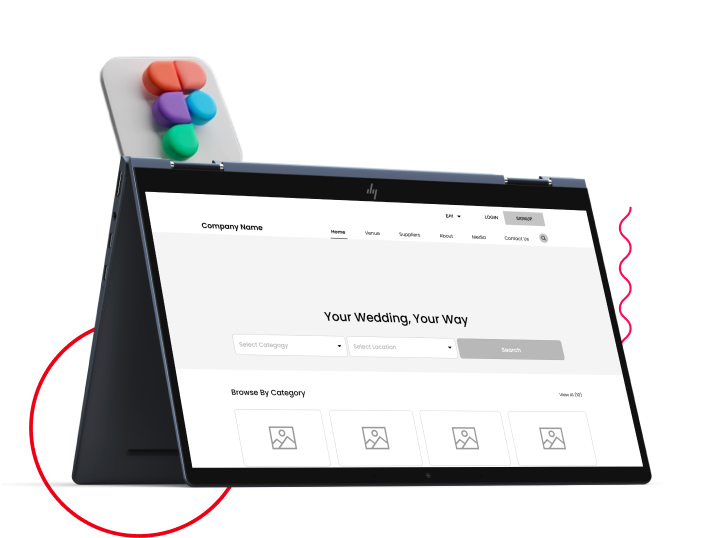 EN LOGIN SIGNUP
Company Name
Home Venue Suppliers About Media Contact Us
Your Wedding, Your Way
Select Category Select Location Search
Browse By Category
View All